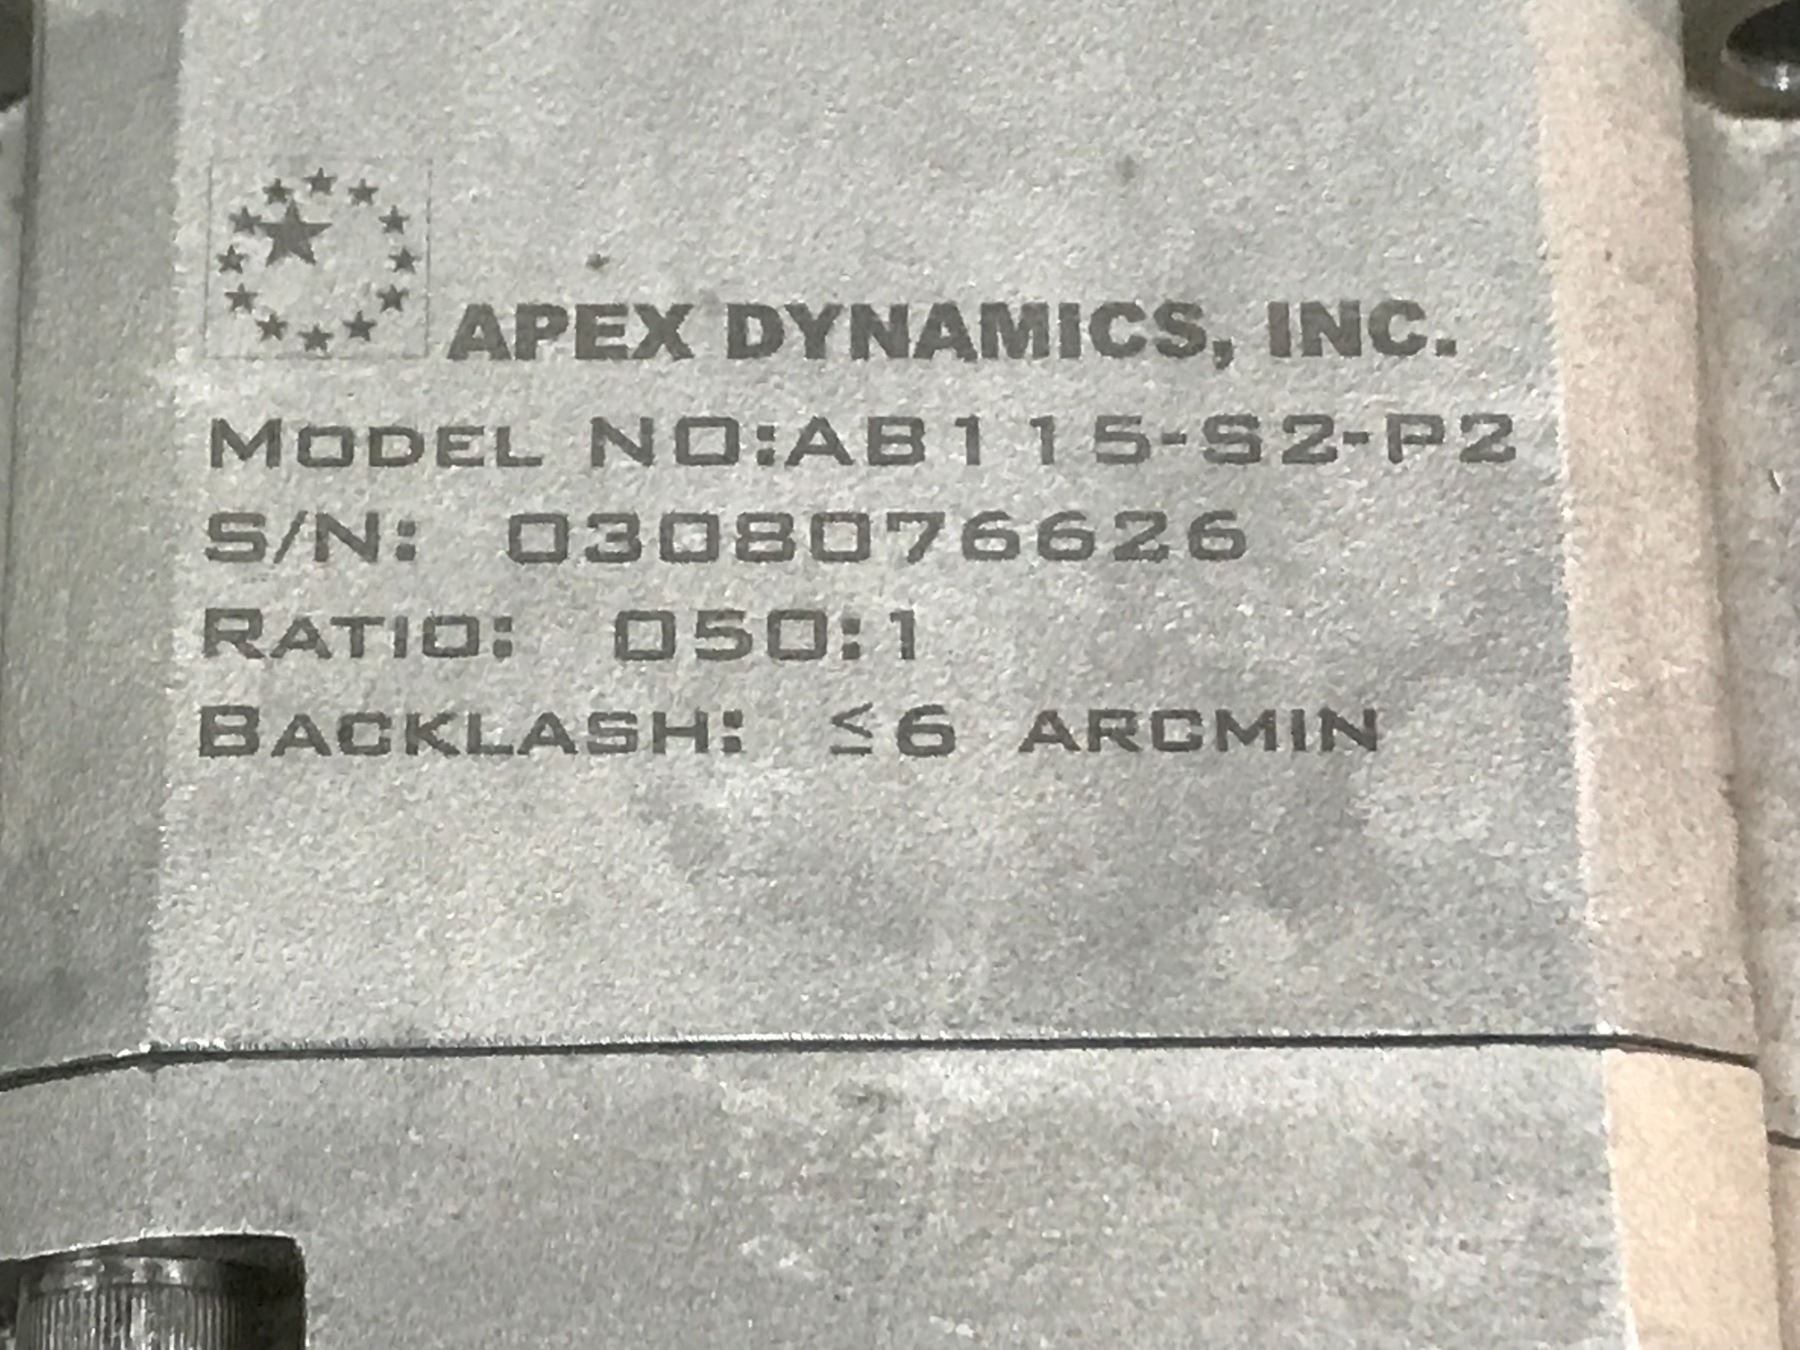 APEX DYNAMICS, INC.
MODEL NO:AB115-S2-P2
S/N: 0308076626
RATIO: 050:1
BACKLASH: ≤6 ARCMIN